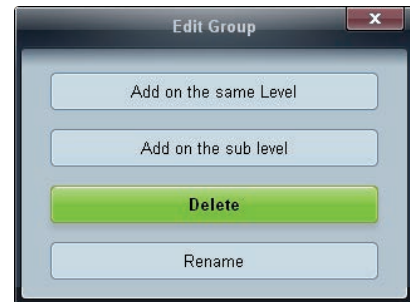 Edit Group
x
Add on the same Level
Add on the sub level
Delete
Rename